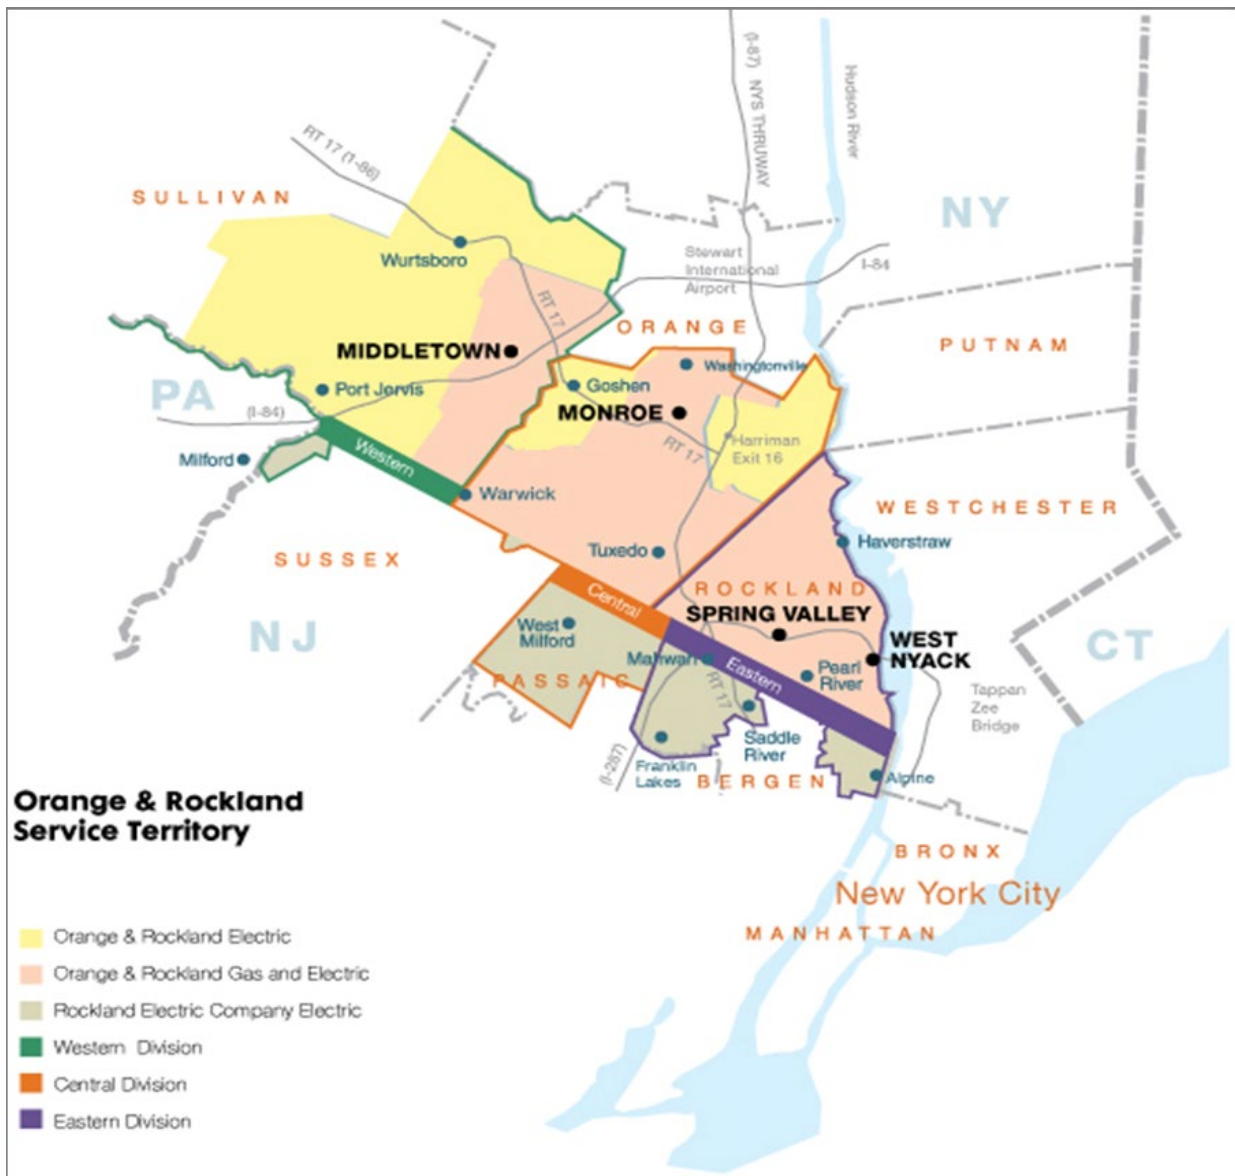 Hudson River
(I-87) NYS THRUWAY
RT 17 (I-86)
SULLIVAN
NY
Wurtsboro
Stewart
International
Airport
I-84
RT 17
ORANGE
PUTNAM
MIDDLETOWN
Washingtonville
Port Jervis
Goshen
PA
(I-84)
MONROE
RT 17
Harriman
Exit 16
Milford
Western
Warwick
WESTCHESTER
Haverstraw
SUSSEX
Tuxedo
ROCKLAND
Central
SPRING VALLEY
NJ
West
Milford
WEST
NYACK
CT
Mahwah
Eastern
Pearl
River
PASSAIC
RT 17
Tappan
Zee
Bridge
Saddle
River
(I-287)
Franklin
Lakes
BERGEN
Alpine
Orange & Rockland
Service Territory
BRONX
New York City
MANHATTAN
Orange & Rockland Electric
Orange & Rockland Gas and Electric
Rockland Electric Company Electric
Western Division
Central Division
Eastern Division